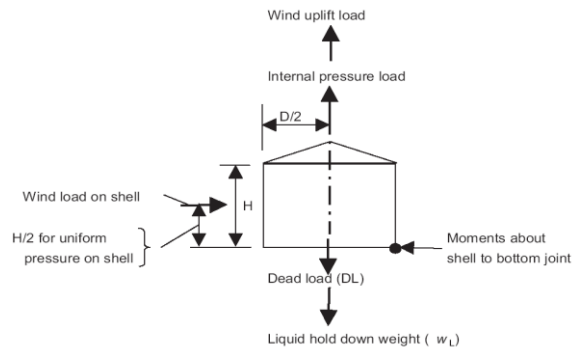 Wind uplift load
Internal pressure load
D/2
Wind load on shell
H
H/2 for uniform
pressure on shell
Moments about
shell to bottom joint
Dead load (DL)
Liquid hold down weight ( wL)